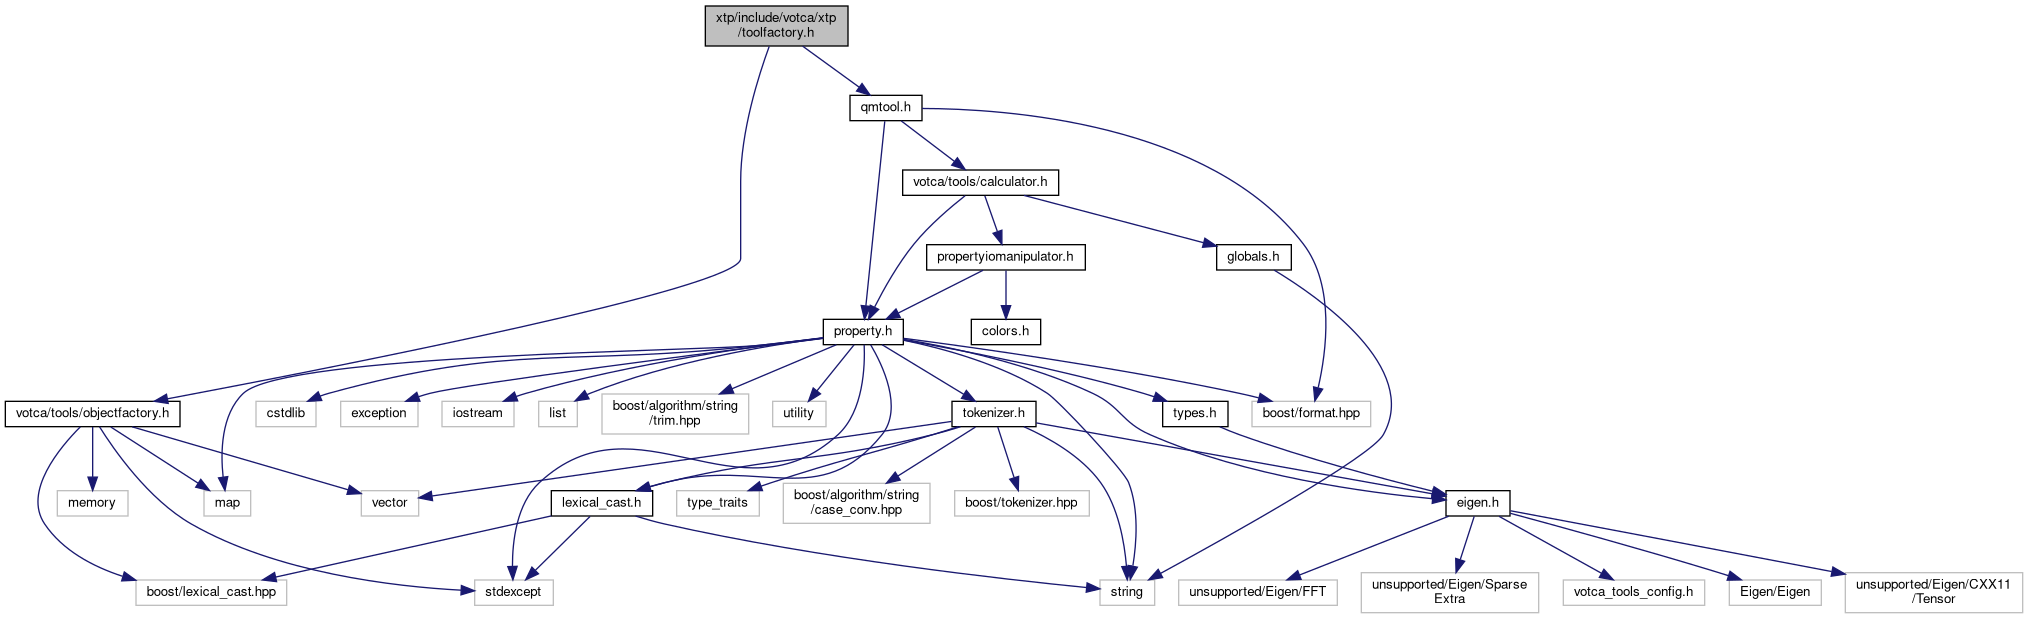 xtp/include/votca/xtp
/toolfactory.h
qmtool.h
votca/tools/calculator.h
propertyiomanipulator.h
globals.h
property.h
colors.h
votca/tools/objectfactory.h
cstdlib
exception
iostream
list
boost/algorithm/string
/trim.hpp
utility
tokenizer.h
types.h
boost/format.hpp
memory
map
vector
lexical_cast.h
type_traits
boost/algorithm/string
/case_conv.hpp
boost/tokenizer.hpp
eigen.h
boost/lexical_cast.hpp
stdexcept
string
unsupported/Eigen/FFT
unsupported/Eigen/Sparse
Extra
votca_tools_config.h
Eigen/Eigen
unsupported/Eigen/CXX11
/Tensor